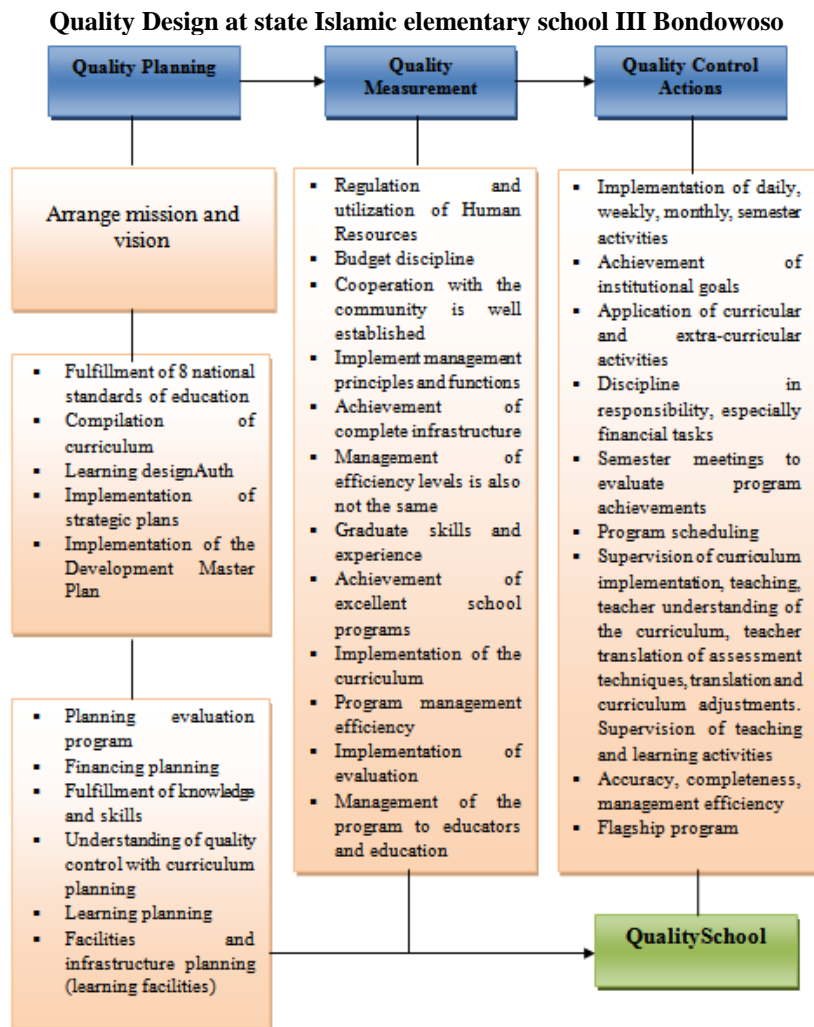 Quality Design at state Islamic elementary school III Bondowoso
Quality Planning
Quality
Measurement
Quality Control
Actions
Arrange mission and
vision
▪ Fulfillment of 8 national
standards of education
▪ Compilation of
curriculum
▪ Learning designAuth
▪ Implementation of
strategic plans
▪ Implementation of the
Development Master
Plan
▪ Planning evaluation
program
▪ Financing planning
▪ Fulfillment of knowledge
and skills
▪ Understanding of quality
control with curriculum
planning
▪ Learning planning
▪ Facilities and
infrastructure planning
(learning facilities)
▪ Regulation and
utilization of Human
Resources
▪ Budget discipline
▪ Cooperation with the
community is well
established
▪ Implement management
principles and functions
▪ Achievement of
complete infrastructure
▪ Management of
efficiency levels is also
not the same
▪ Graduate skills and
experience
▪ Achievement of
excellent school
programs
▪ Implementation of the
curriculum
▪ Program management
efficiency
▪ Implementation of
evaluation
▪ Management of the
program to educators
and education
▪ Implementation of daily,
weekly, monthly, semester
activities
▪ Achievement of
institutional goals
▪ Application of curricular
and extra-curricular
activities
▪ Discipline in
responsibility, especially
financial tasks
▪ Semester meetings to
evaluate program
achievements
▪ Program scheduling
▪ Supervision of curriculum
implementation, teaching,
teacher understanding of
the curriculum, teacher
translation of assessment
techniques, translation and
curriculum adjustments.
Supervision of teaching
and learning activities
▪ Accuracy, completeness,
management efficiency
▪ Flagship program
QualitySchool